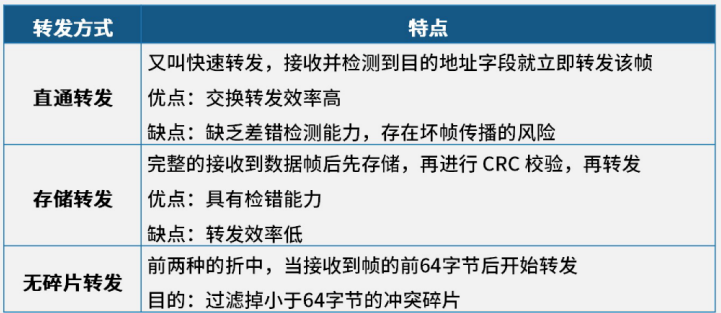 转发方式 特点
直通转发
又叫快速转发，接收并检测到目的地址字段就立即转发该帧
优点：交换转发效率高
缺点：缺乏差错检测能力，存在坏帧传播的风险
存储转发
完整的接收到数据帧后先存储，再进行 CRC 校验，再转发
优点：具有检错能力
缺点：转发效率低
无碎片转发
前两种的折中，当接收到帧的前64字节后开始转发
目的：过滤掉小于64字节的冲突碎片